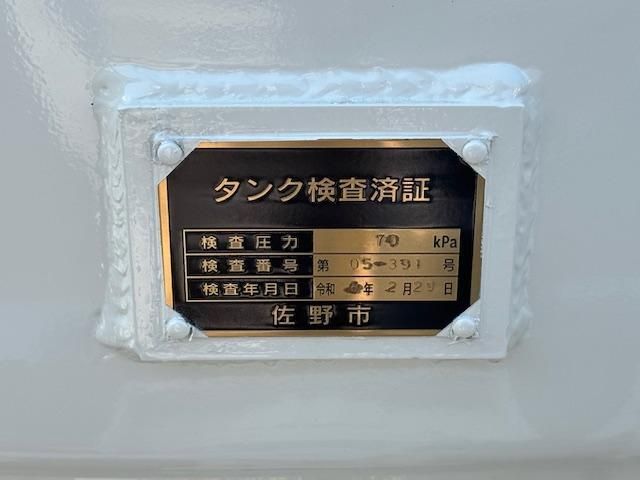 タンク検査済証
検査圧力 70 kPa
検査番号 第 05-391 号
検査年月日 令和 6年 2月29日
佐野市